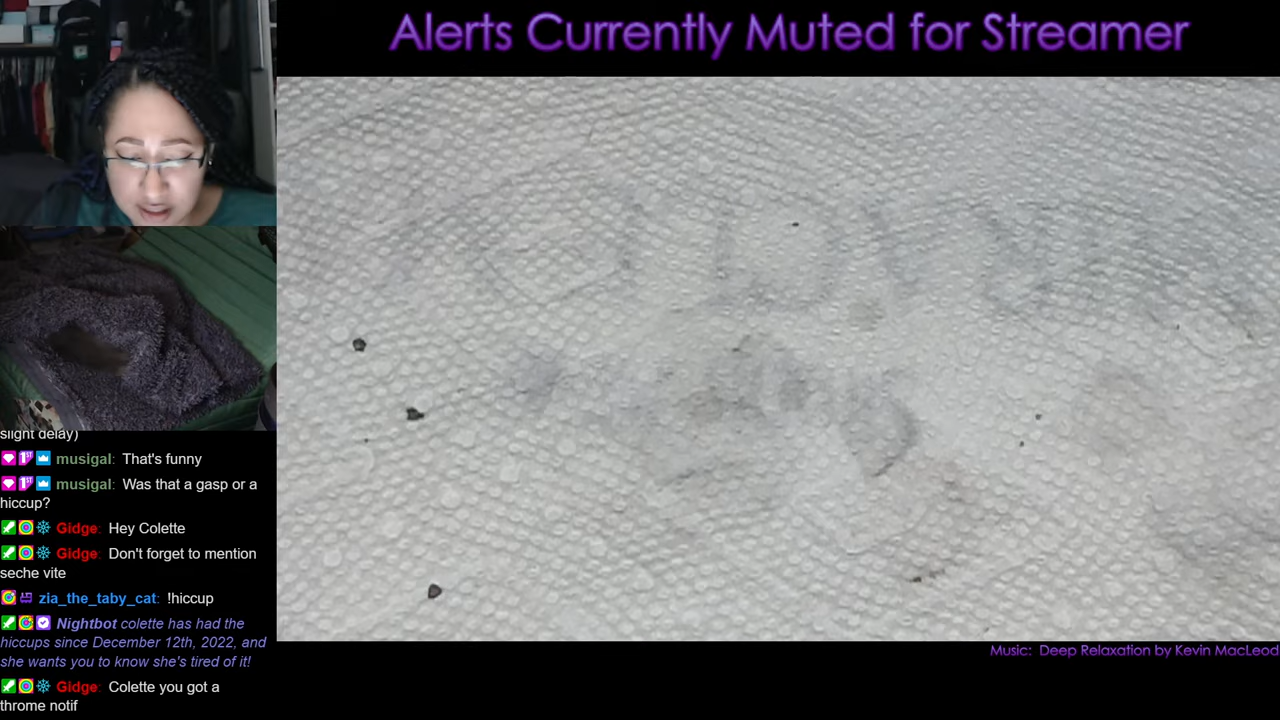 Alerts Currently Muted for Streamer
slight delay)
musigal: That's funny
musigal: Was that a gasp or a
hiccup?
Gidge: Hey Colette
Gidge: Don't forget to mention
seche vite
zia_the_taby_cat: !hiccup
Nightbot colette has had the
hiccups since December 12th, 2022, and
she wants you to know she's tired of it!
Gidge: Colette you got a
throme notif
Music: Deep Relaxation by Kevin MacLeod